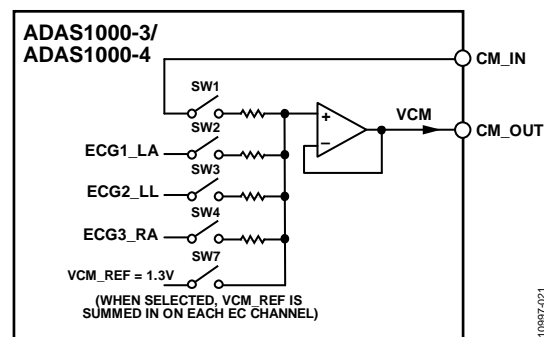 ADAS1000-3/
ADAS1000-4
CM_IN
SW1
SW2
VCM
CM_OUT
+
–
ECG1_LA
SW3
ECG2_LL
SW4
ECG3_RA
SW7
VCM_REF = 1.3V
(WHEN SELECTED, VCM_REF IS
SUMMED IN ON EACH EC CHANNEL)
10997-021